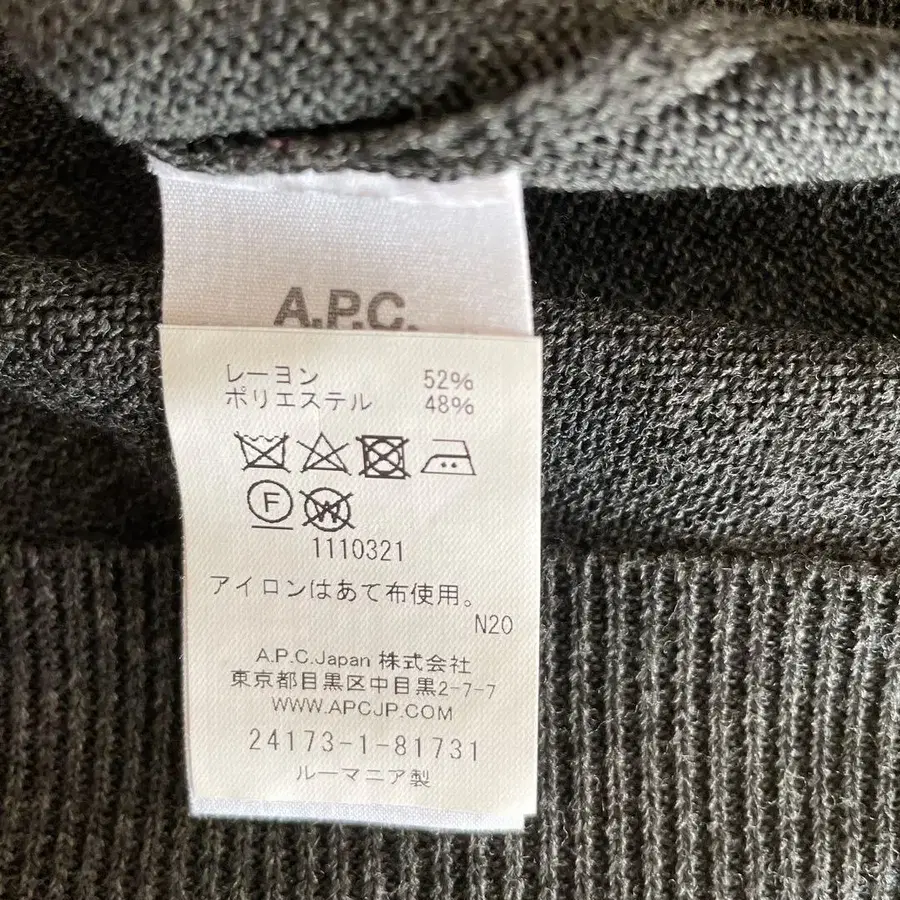 A.P.C.
レーヨン 52%
ポリエステル 48%
F W
1110321
アイロンはあて布使用。
N20
A.P.C.Japan 株式会社
東京都目黒区中目黒2-7-7
WWW.APCJP.COM
24173-1-81731
ルーマニア製